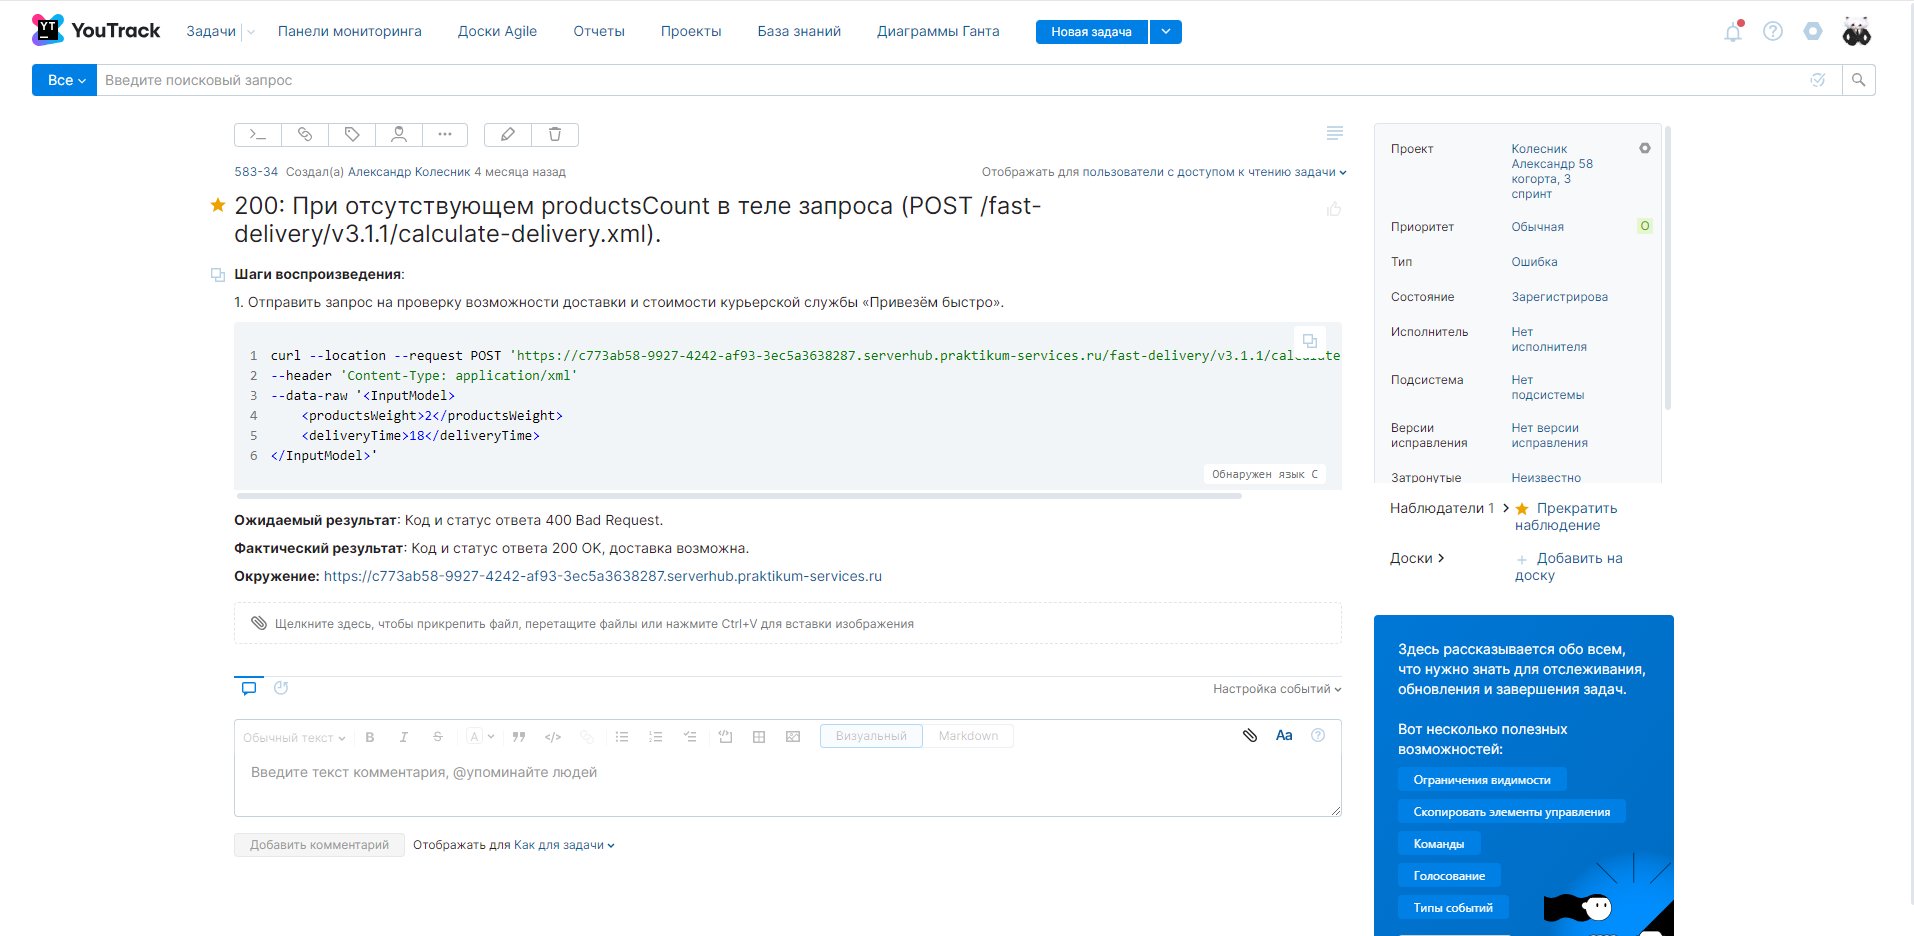 YouTrack
Задачи
Панели мониторинга
Доски Agile
Отчеты
Проекты
База знаний
Диаграммы Ганта
Новая задача
Все
Введите поисковый запрос
583-34 Создал(а) Александр Колесник 4 месяца назад
Отображать для пользователи с доступом к чтению задачи
200: При отсутствующем productsCount в теле запроса (POST /fast-
delivery/v3.1.1/calculate-delivery.xml).
Шаги воспроизведения:
1. Отправить запрос на проверку возможности доставки и стоимости курьерской службы «Привезём быстро».
1 curl --location --request POST 'https://c773ab58-9927-4242-af93-3ec5a3638287.serverhub.praktikum-services.ru/fast-delivery/v3.1.1/calculate
2 --header 'Content-Type: application/xml'
3 --data-raw '<InputModel>
4 <productsWeight>2</productsWeight>
5 <deliveryTime>18</deliveryTime>
6 </InputModel>'
Обнаружен язык C
Ожидаемый результат: Код и статус ответа 400 Bad Request.
Фактический результат: Код и статус ответа 200 OK, доставка возможна.
Окружение: https://c773ab58-9927-4242-af93-3ec5a3638287.serverhub.praktikum-services.ru
Щелкните здесь, чтобы прикрепить файл, перетащите файлы или нажмите Ctrl+V для вставки изображения
Настройка событий
Обычный текст
B I S A
Визуальный
Markdown
Aa
Введите текст комментария, @упоминайте людей
Добавить комментарий
Отображать для Как для задачи
Проект
Колесник
Александр 58
когорта, 3
спринт
Приоритет
Обычная
О
Тип
Ошибка
Состояние
Зарегистрирова
Исполнитель
Нет
исполнителя
Подсистема
Нет
подсистемы
Версии
исправления
Нет версии
исправления
Затронутые
Неизвестно
Наблюдатели 1
Прекратить
наблюдение
Доски
Добавить на
доску
Здесь рассказывается обо всем,
что нужно знать для отслеживания,
обновления и завершения задач.
Вот несколько полезных
возможностей:
Ограничения видимости
Скопировать элементы управления
Команды
Голосование
Типы событий